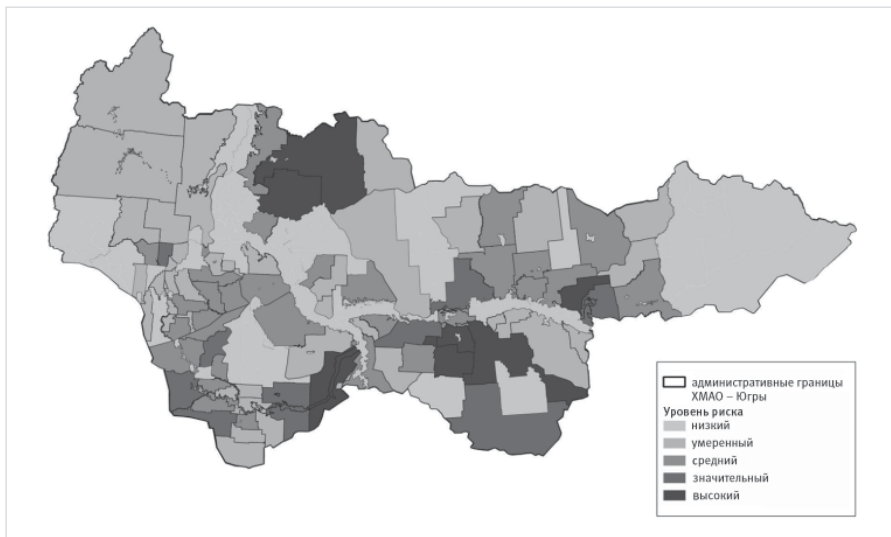 административные границы
ХМАО – Югры
Уровень риска
низкий
умеренный
средний
значительный
высокий